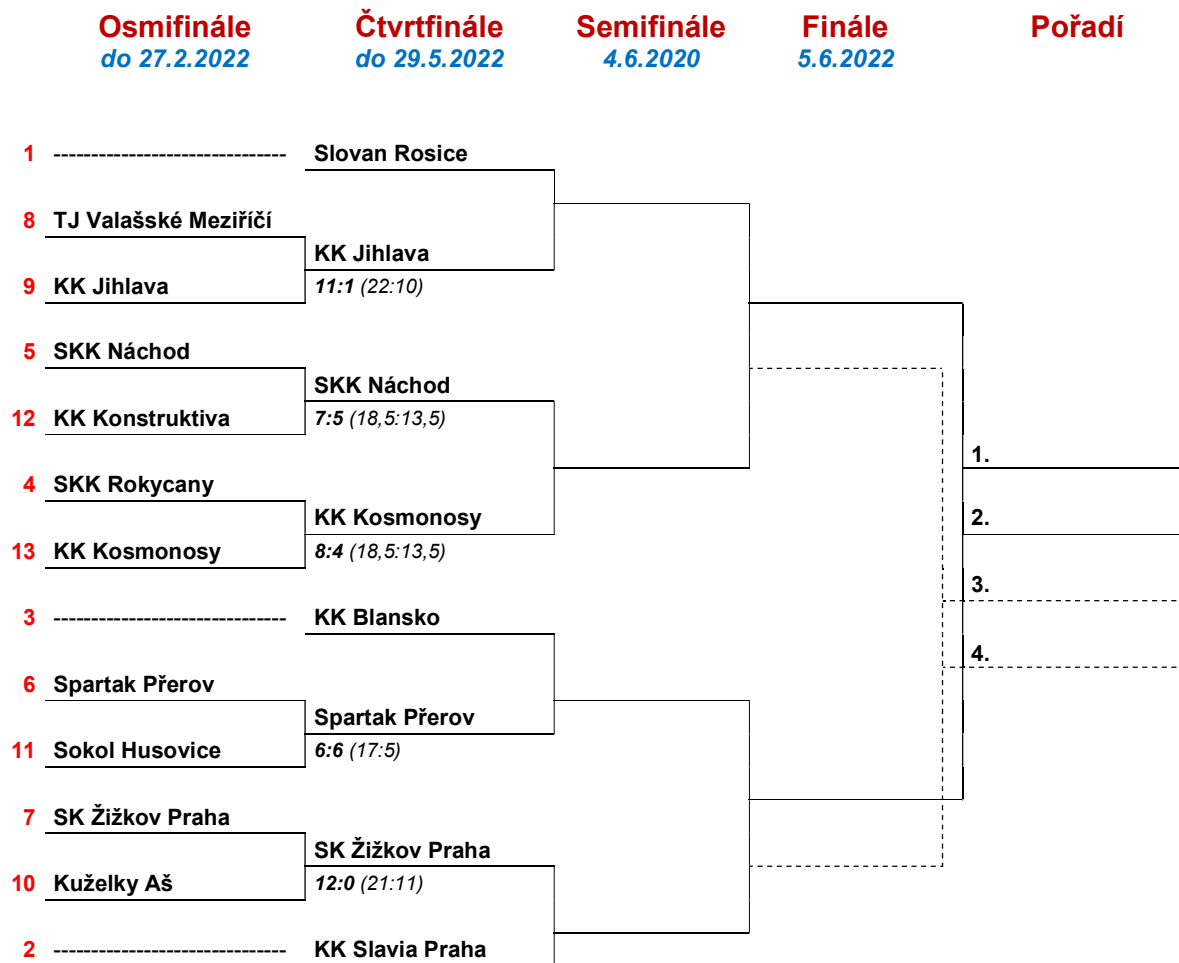 Osmifinále Čtvrtfinále Semifinále Finále Pořadí
do 27.2.2022 do 29.5.2022 4.6.2020 5.6.2022
1 ------------------------------- Slovan Rosice
8 TJ Valašské Meziříčí
KK Jihlava
9 KK Jihlava 11:1 (22:10)
5 SKK Náchod
SKK Náchod
12 KK Konstruktiva 7:5 (18,5:13,5)
1.
4 SKK Rokycany
KK Kosmonosy 2.
13 KK Kosmonosy 8:4 (18,5:13,5)
3.
3 ------------------------------- KK Blansko
4.
6 Spartak Přerov
Spartak Přerov
11 Sokol Husovice 6:6 (17:5)
7 SK Žižkov Praha
SK Žižkov Praha
10 Kuželky Aš 12:0 (21:11)
2 ------------------------------- KK Slavia Praha